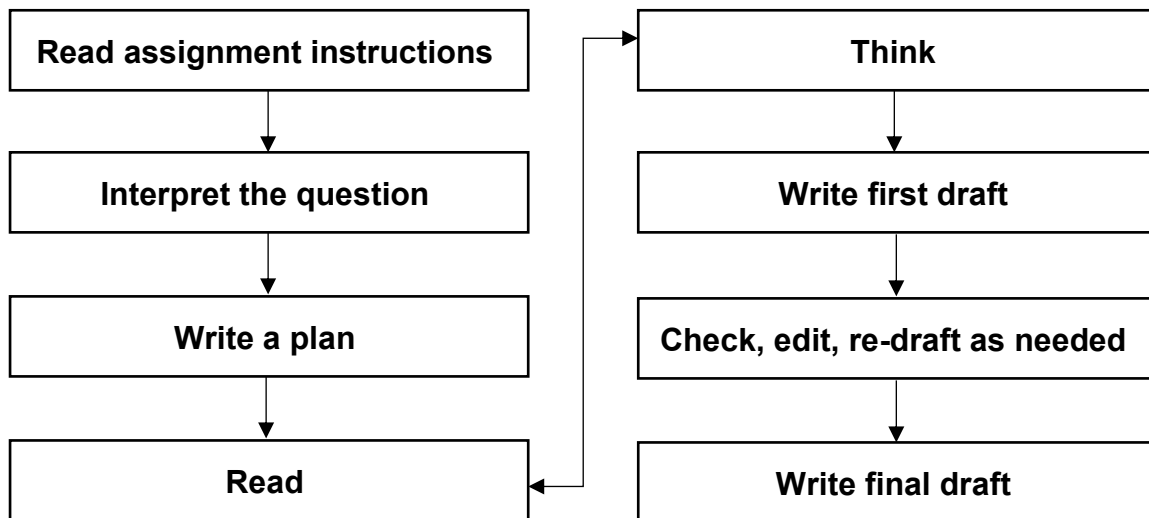 Read assignment instructions
Interpret the question
Write a plan
Read
Think
Write first draft
Check, edit, re-draft as needed
Write final draft